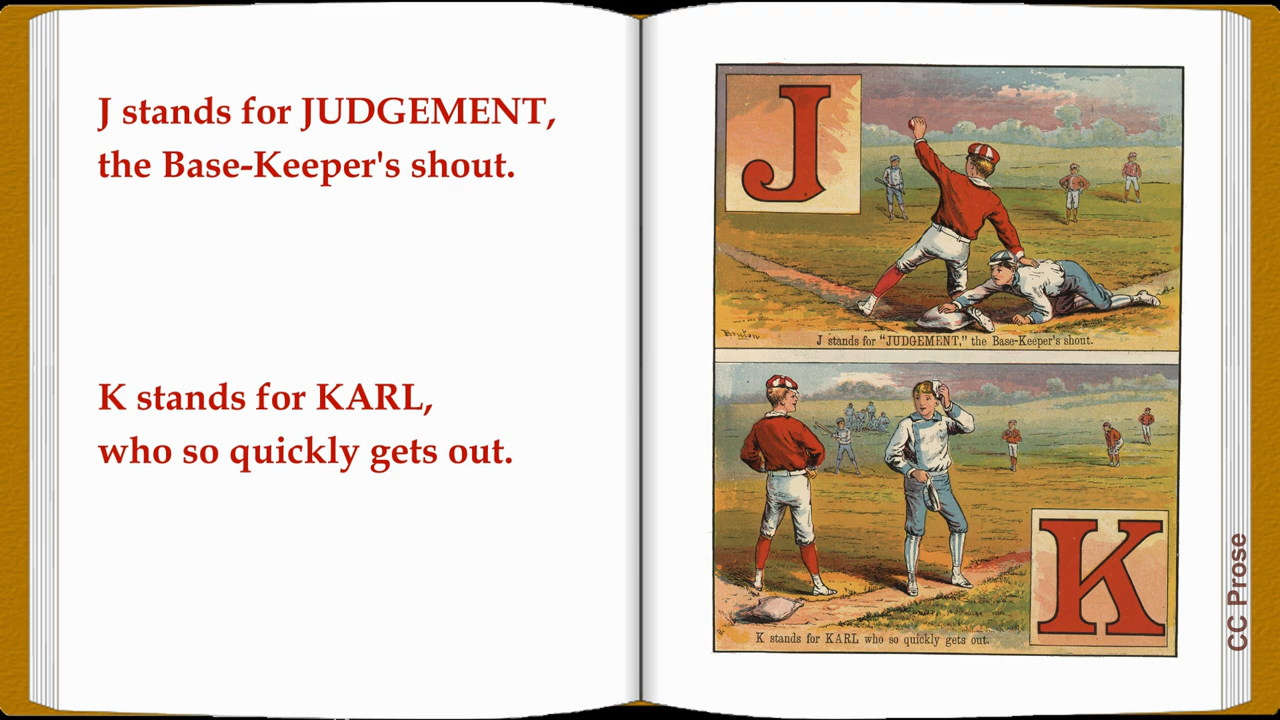 J stands for JUDGEMENT,
the Base-Keeper's shout.
K stands for KARL,
who so quickly gets out.
J
Bruton
J stands for "JUDGEMENT," the Base-Keeper's shout.
K
K stands for KARL who so quickly gets out.
CC Prose